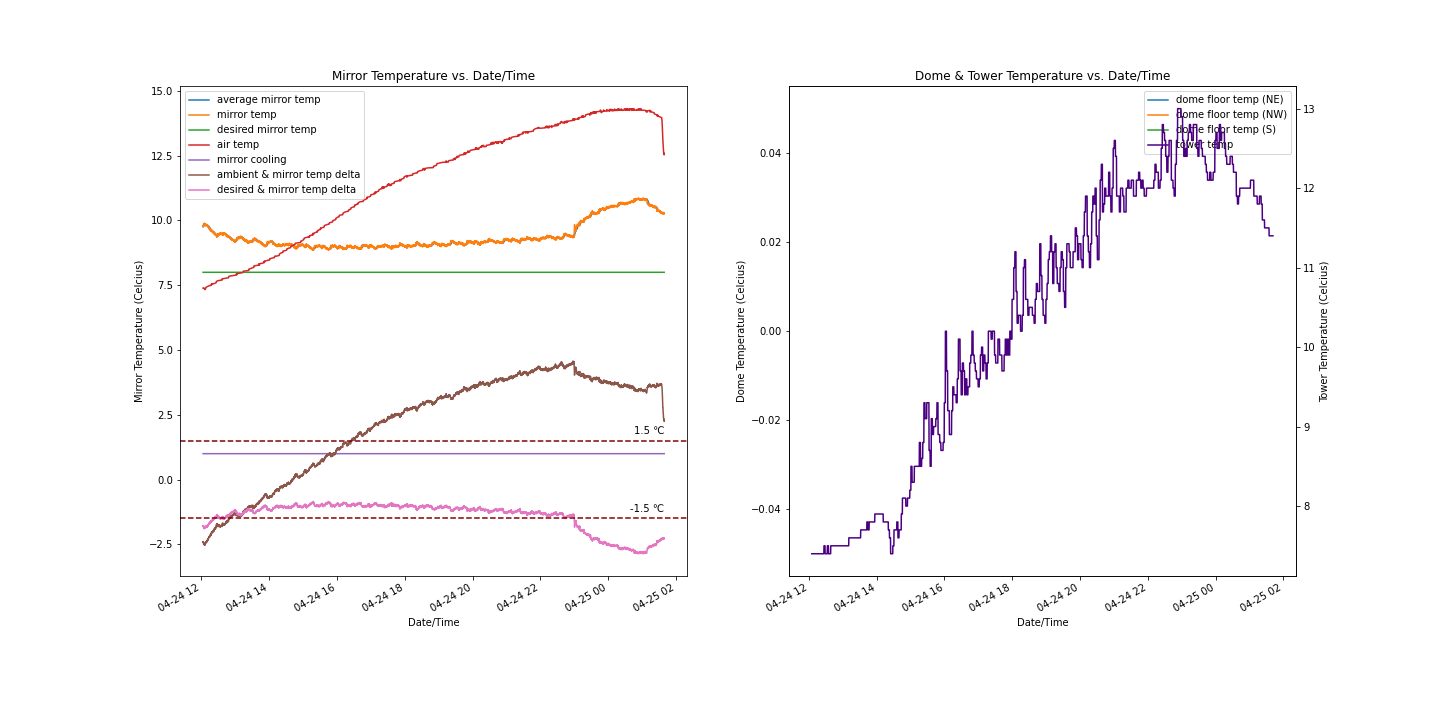 Mirror Temperature vs. Date/Time
average mirror temp
mirror temp
desired mirror temp
air temp
mirror cooling
ambient & mirror temp delta
desired & mirror temp delta
15.0
12.5
10.0
7.5
5.0
2.5
0.0
−2.5
Mirror Temperature (Celcius)
1.5 ℃
-1.5 ℃
04-24 12
04-24 14
04-24 16
04-24 18
04-24 20
04-24 22
04-25 00
04-25 02
Date/Time
Dome & Tower Temperature vs. Date/Time
dome floor temp (NE)
dome floor temp (NW)
dome floor temp (S)
tower temp
0.04
0.02
0.00
−0.02
−0.04
Dome Temperature (Celcius)
13
12
11
10
9
8
Tower Temperature (Celcius)
04-24 12
04-24 14
04-24 16
04-24 18
04-24 20
04-24 22
04-25 00
04-25 02
Date/Time